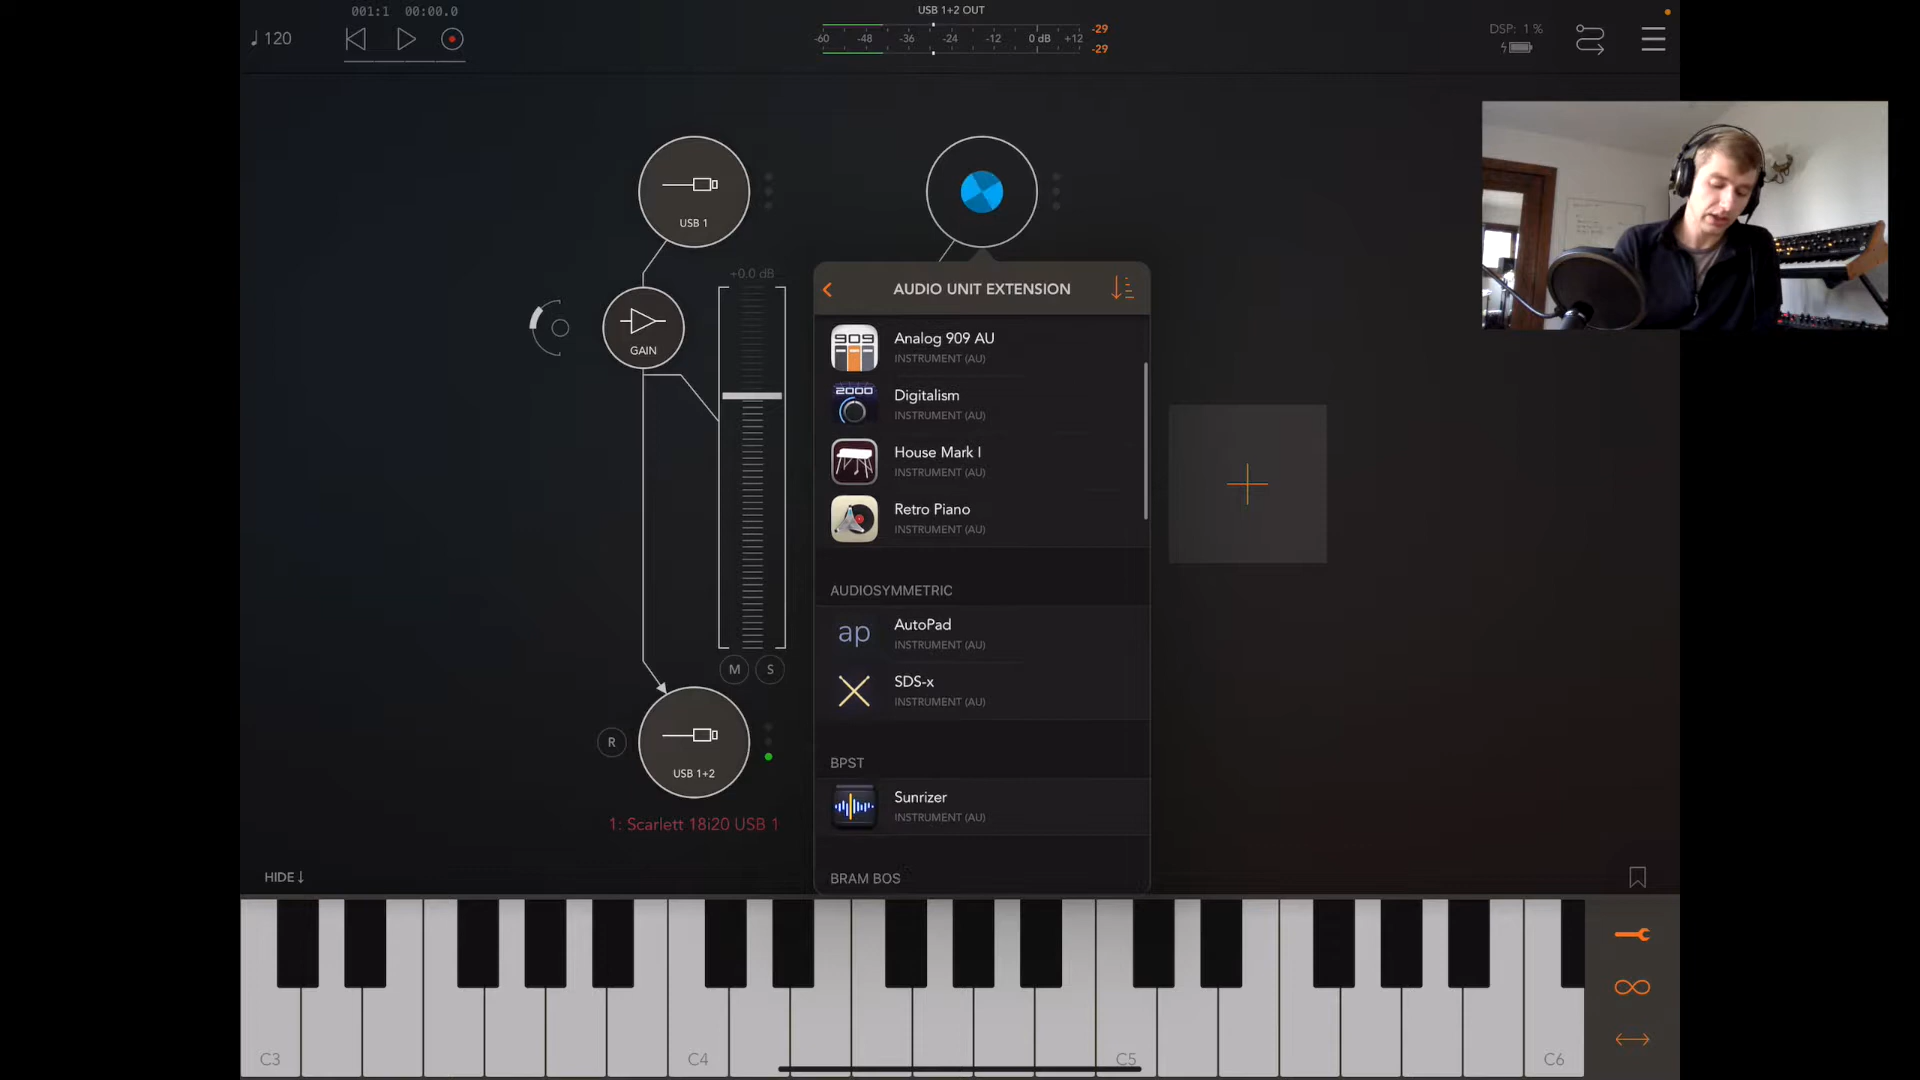 001:1 00:00.0
120
USB 1+2 OUT
-60 -48 -36 -24 -12 0 dB +12
-29
-29
DSP: 1 %
USB 1
+0.0 dB
GAIN
M S
R
USB 1+2
1: Scarlett 18i20 USB 1
AUDIO UNIT EXTENSION
909
Analog 909 AU
INSTRUMENT (AU)
2000
Digitalism
INSTRUMENT (AU)
House Mark I
INSTRUMENT (AU)
Retro Piano
INSTRUMENT (AU)
AUDIOSYMMETRIC
ap
AutoPad
INSTRUMENT (AU)
SDS-x
INSTRUMENT (AU)
BPST
Sunrizer
INSTRUMENT (AU)
BRAM BOS
HIDE↓
C3 C4 C5 C6